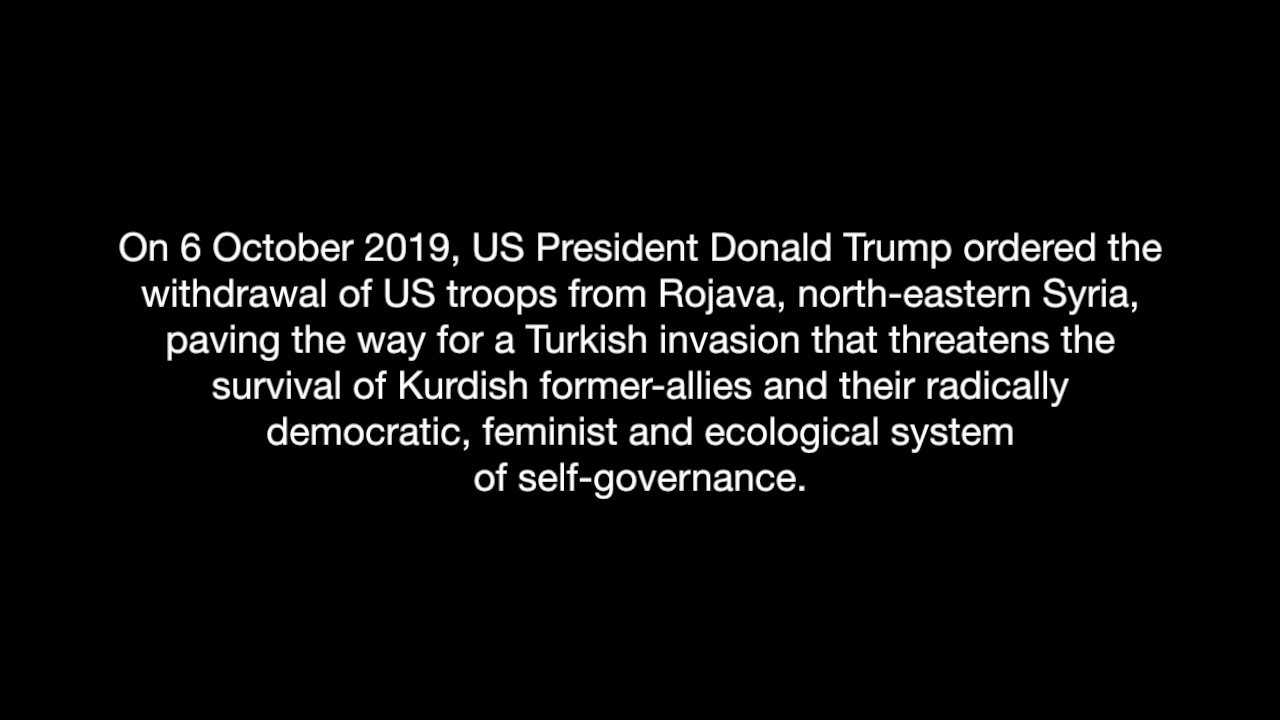 On 6 October 2019, US President Donald Trump ordered the
withdrawal of US troops from Rojava, north-eastern Syria,
paving the way for a Turkish invasion that threatens the
survival of Kurdish former-allies and their radically
democratic, feminist and ecological system
of self-governance.